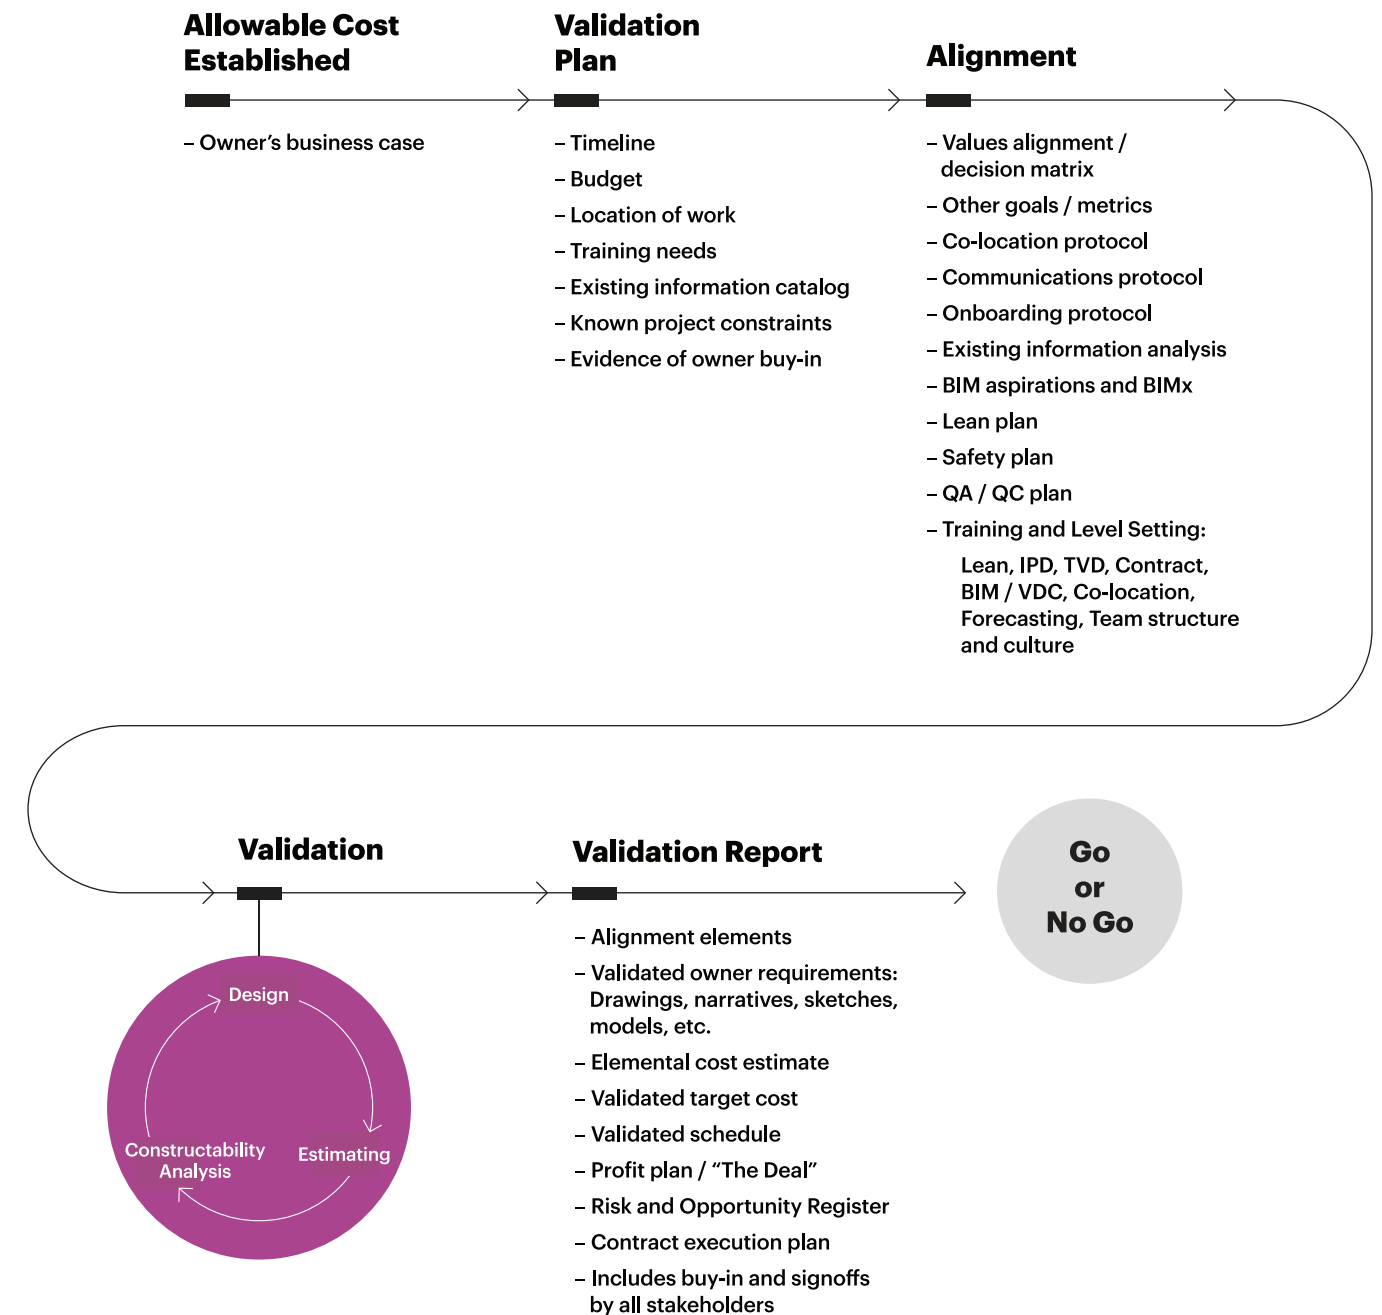 Allowable Cost
Established
– Owner’s business case
Validation
Plan
– Timeline
– Budget
– Location of work
– Training needs
– Existing information catalog
– Known project constraints
– Evidence of owner buy-in
Alignment
– Values alignment /
decision matrix
– Other goals / metrics
– Co-location protocol
– Communications protocol
– Onboarding protocol
– Existing information analysis
– BIM aspirations and BIMx
– Lean plan
– Safety plan
– QA / QC plan
– Training and Level Setting:
Lean, IPD, TVD, Contract,
BIM / VDC, Co-location,
Forecasting, Team structure
and culture
Validation
Design
Estimating
Constructability
Analysis
Validation Report
– Alignment elements
– Validated owner requirements:
Drawings, narratives, sketches,
models, etc.
– Elemental cost estimate
– Validated target cost
– Validated schedule
– Profit plan / “The Deal”
– Risk and Opportunity Register
– Contract execution plan
– Includes buy-in and signoffs
by all stakeholders
Go
or
No Go